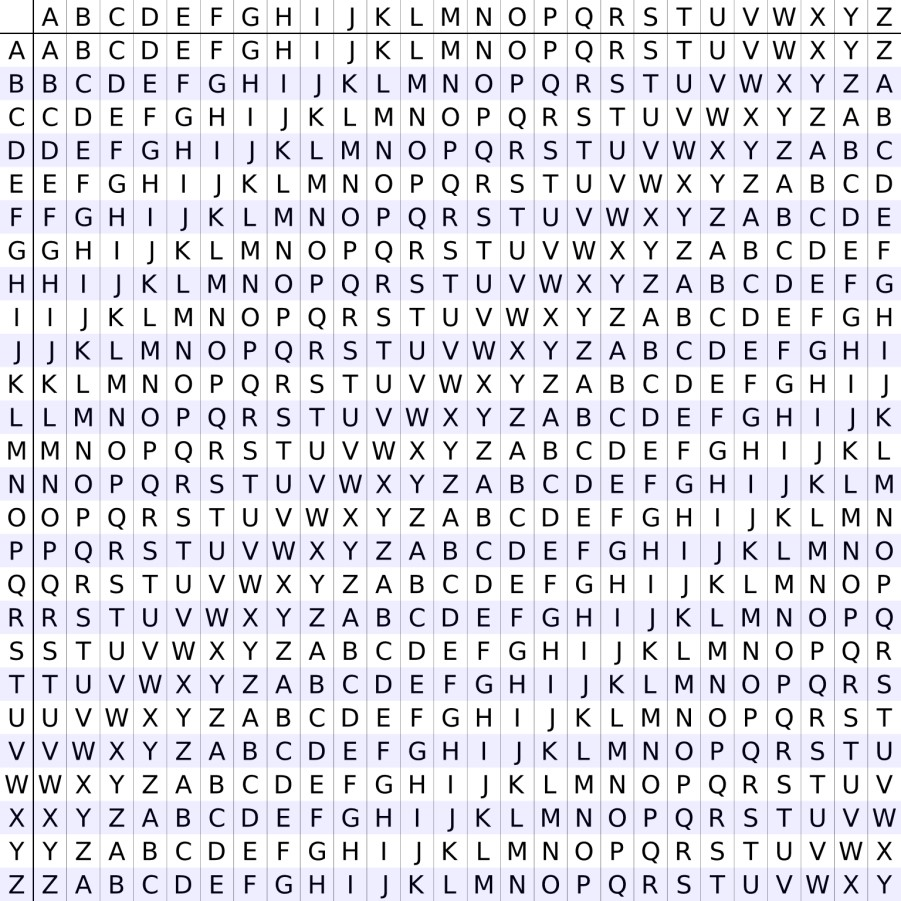 A B C D E F G H I J K L M N O P Q R S T U V W X Y Z
A A B C D E F G H I J K L M N O P Q R S T U V W X Y Z
B B C D E F G H I J K L M N O P Q R S T U V W X Y Z A
C C D E F G H I J K L M N O P Q R S T U V W X Y Z A B
D D E F G H I J K L M N O P Q R S T U V W X Y Z A B C
E E F G H I J K L M N O P Q R S T U V W X Y Z A B C D
F F G H I J K L M N O P Q R S T U V W X Y Z A B C D E
G G H I J K L M N O P Q R S T U V W X Y Z A B C D E F
H H I J K L M N O P Q R S T U V W X Y Z A B C D E F G
I I J K L M N O P Q R S T U V W X Y Z A B C D E F G H
J J K L M N O P Q R S T U V W X Y Z A B C D E F G H I
K K L M N O P Q R S T U V W X Y Z A B C D E F G H I J
L L M N O P Q R S T U V W X Y Z A B C D E F G H I J K
M M N O P Q R S T U V W X Y Z A B C D E F G H I J K L
N N O P Q R S T U V W X Y Z A B C D E F G H I J K L M
O O P Q R S T U V W X Y Z A B C D E F G H I J K L M N
P P Q R S T U V W X Y Z A B C D E F G H I J K L M N O
Q Q R S T U V W X Y Z A B C D E F G H I J K L M N O P
R R S T U V W X Y Z A B C D E F G H I J K L M N O P Q
S S T U V W X Y Z A B C D E F G H I J K L M N O P Q R
T T U V W X Y Z A B C D E F G H I J K L M N O P Q R S
U U V W X Y Z A B C D E F G H I J K L M N O P Q R S T
V V W X Y Z A B C D E F G H I J K L M N O P Q R S T U
W W X Y Z A B C D E F G H I J K L M N O P Q R S T U V
X X Y Z A B C D E F G H I J K L M N O P Q R S T U V W
Y Y Z A B C D E F G H I J K L M N O P Q R S T U V W X
Z Z A B C D E F G H I J K L M N O P Q R S T U V W X Y